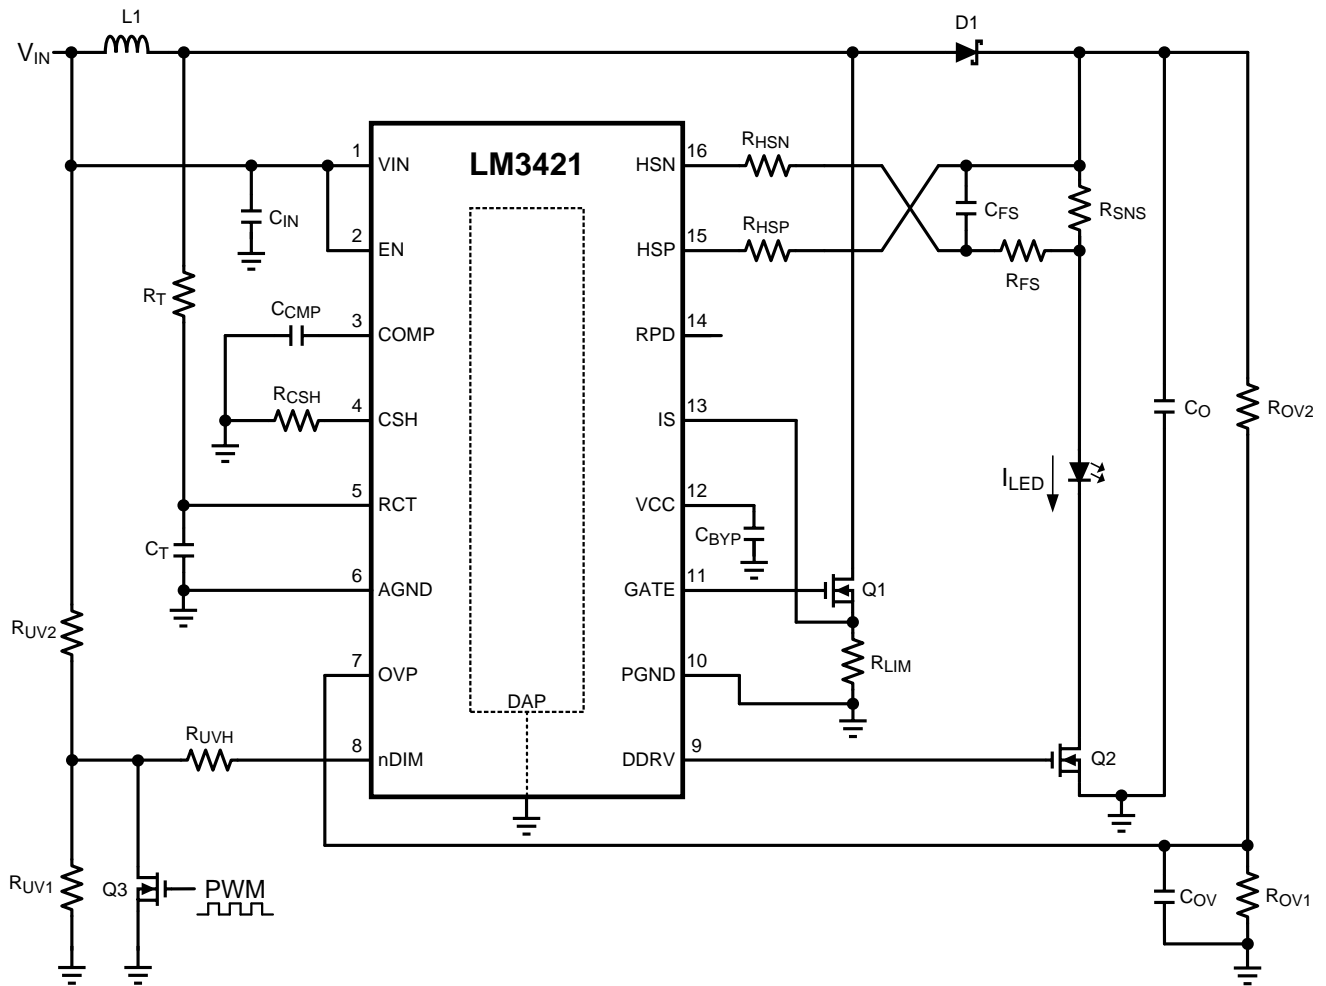 L1
D1
VIN
LM3421
1
VIN
HSN
16
RHSN
CIN
CFS
RSNS
2
EN
HSP
15
RHSP
RFS
RT
CCMP
3
COMP
RPD
14
RCSH
4
CSH
IS
13
CO
ROV2
ILED
5
RCT
VCC
12
CBYP
CT
6
AGND
GATE
11
Q1
RUV2
RLIM
7
OVP
PGND
10
DAP
RUVH
8
nDIM
DDRV
9
Q2
RUV1
Q3
PWM
COV
ROV1